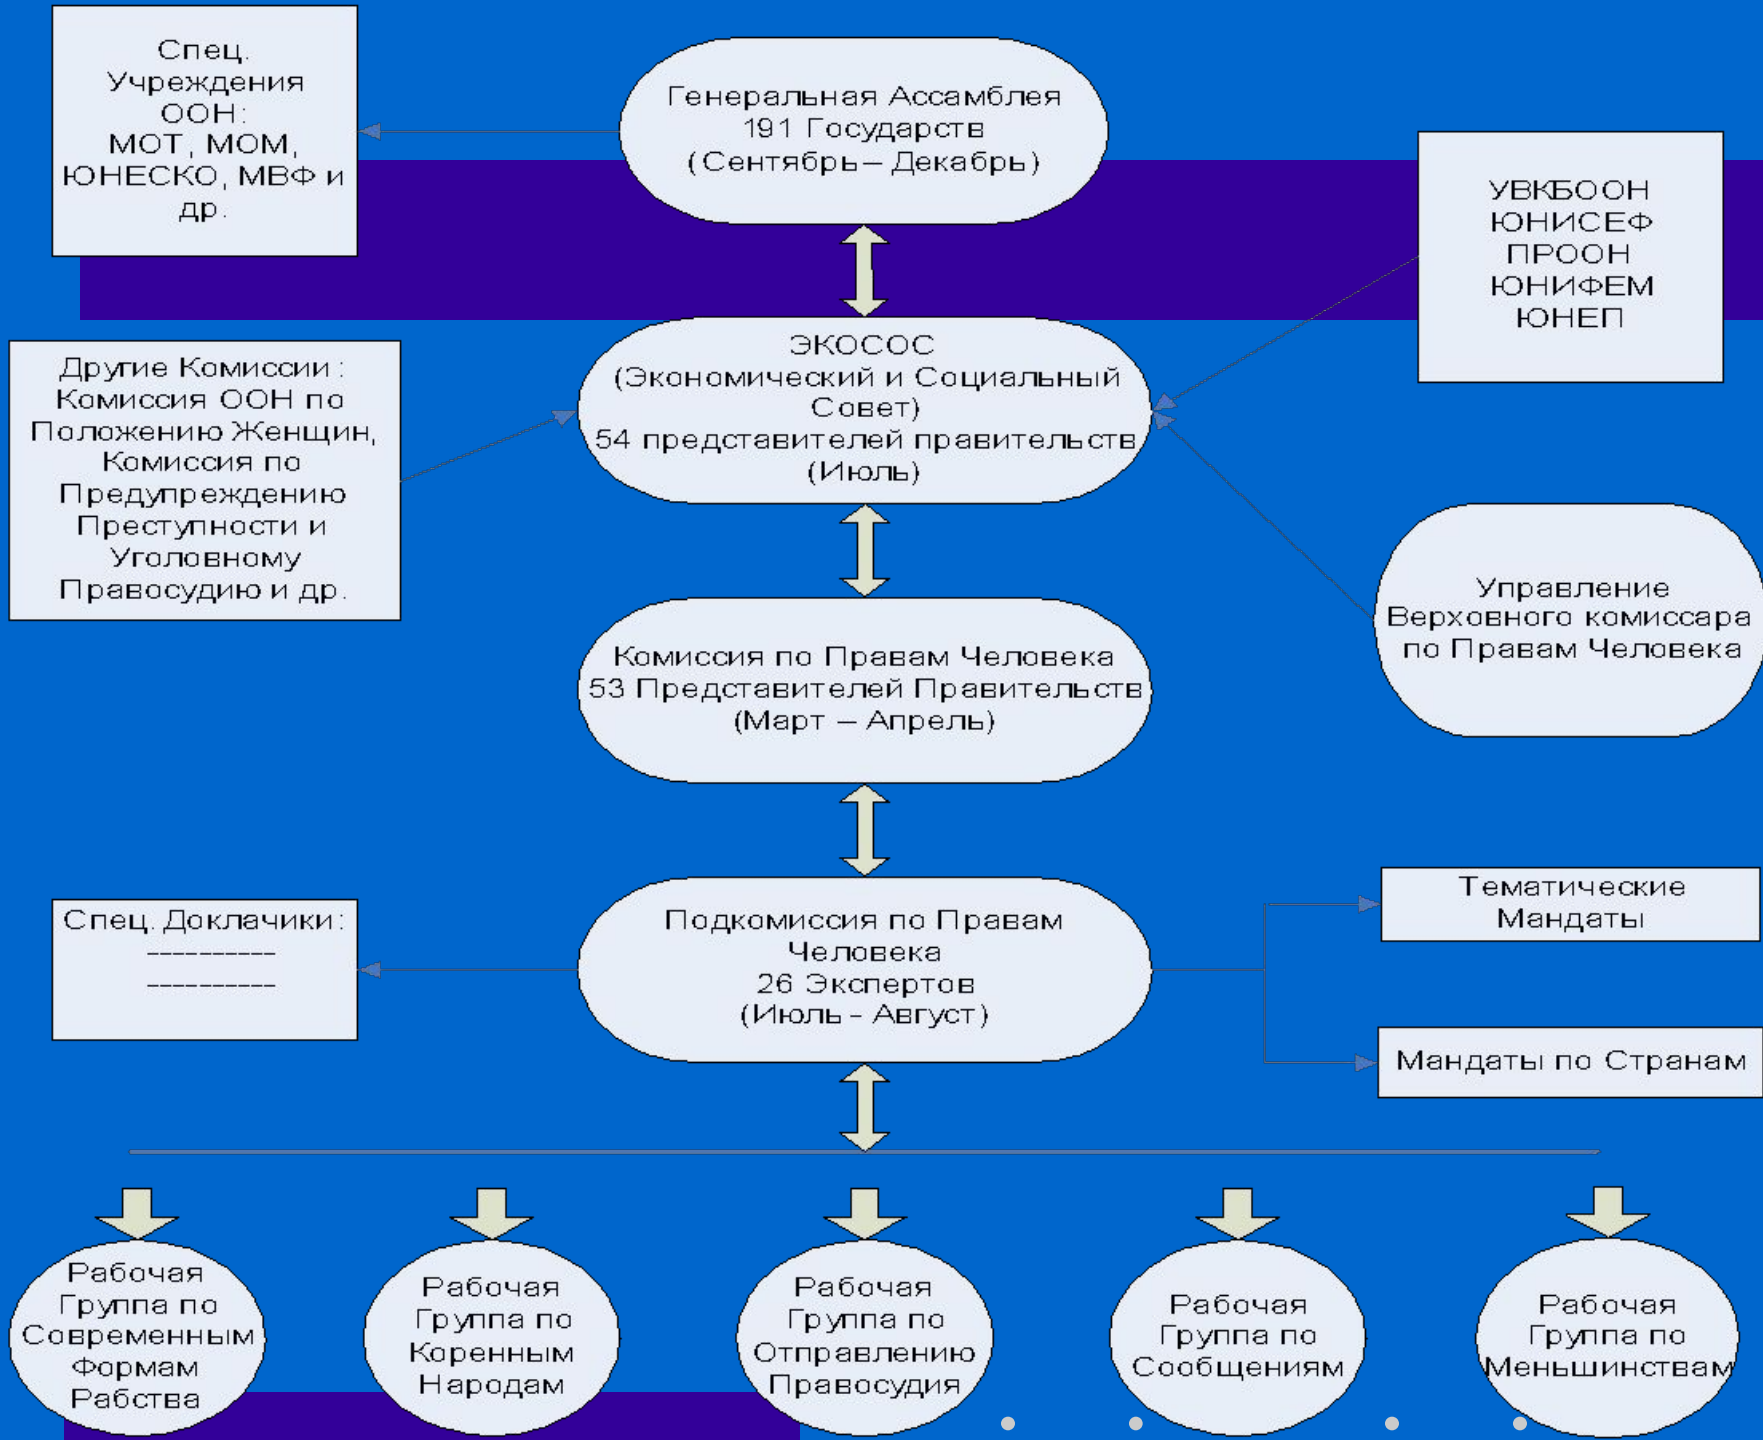 Спец.
Учреждения
ООН:
МОТ, МОМ,
ЮНЕСКО, МВФ и
др.
Генеральная Ассамблея
191 Государств
(Сентябрь – Декабрь)
УВКБООН
ЮНИСЕФ
ПРООН
ЮНИФЕМ
ЮНЕП
Другие Комиссии :
Комиссия ООН по
Положению Женщин,
Комиссия по
Предупреждению
Преступности и
Уголовному
Правосудию и др.
ЭКОСОС
(Экономический и Социальный
Совет)
54 представителей правительств
(Июль)
Управление
Верховного комиссара
по Правам Человека
Комиссия по Правам Человека
53 Представителей Правительств
(Март – Апрель)
Спец. Доклачики:
----------
----------
Подкомиссия по Правам
Человека
26 Экспертов
(Июль - Август)
Тематические
Мандаты
Мандаты по Странам
Рабочая
Группа по
Современным
Формам
Рабства
Рабочая
Группа по
Коренным
Народам
Рабочая
Группа по
Отправлению
Правосудия
Рабочая
Группа по
Сообщениям
Рабочая
Группа по
Меньшинствам